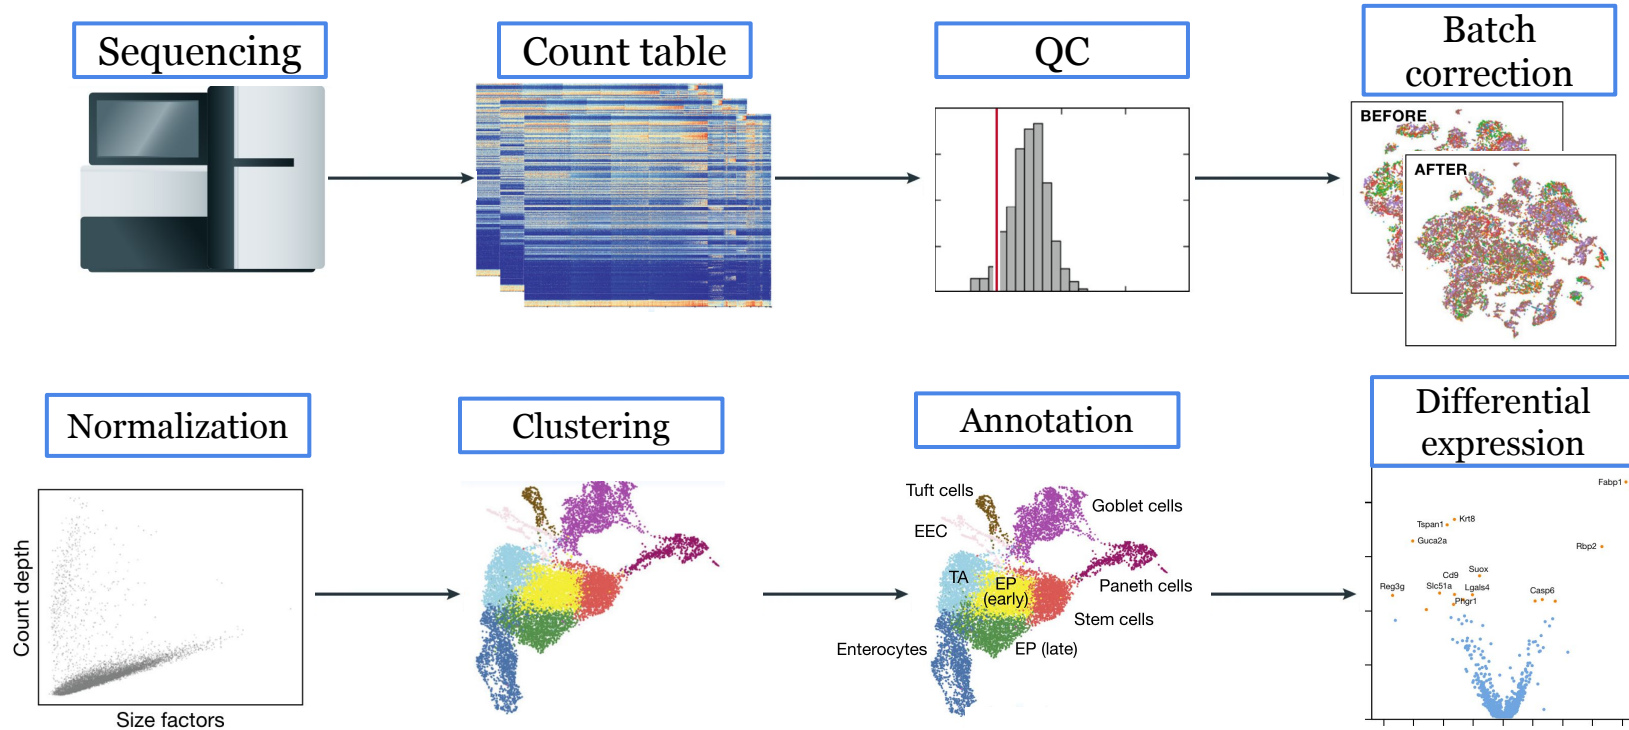 Sequencing
Count table
QC
Batch
correction
BEFORE
AFTER
Normalization
Clustering
Annotation
Differential
expression
Count depth
Size factors
Tuft cells
EEC
Goblet cells
TA
EP
(early)
Paneth cells
Stem cells
Enterocytes
EP (late)
Fabp1
Krt8
Tspan1
Guca2a
Rbp2
Suox
Cd9
Reg3g
Slc51a
Lgals4
Casp6
Phgr1